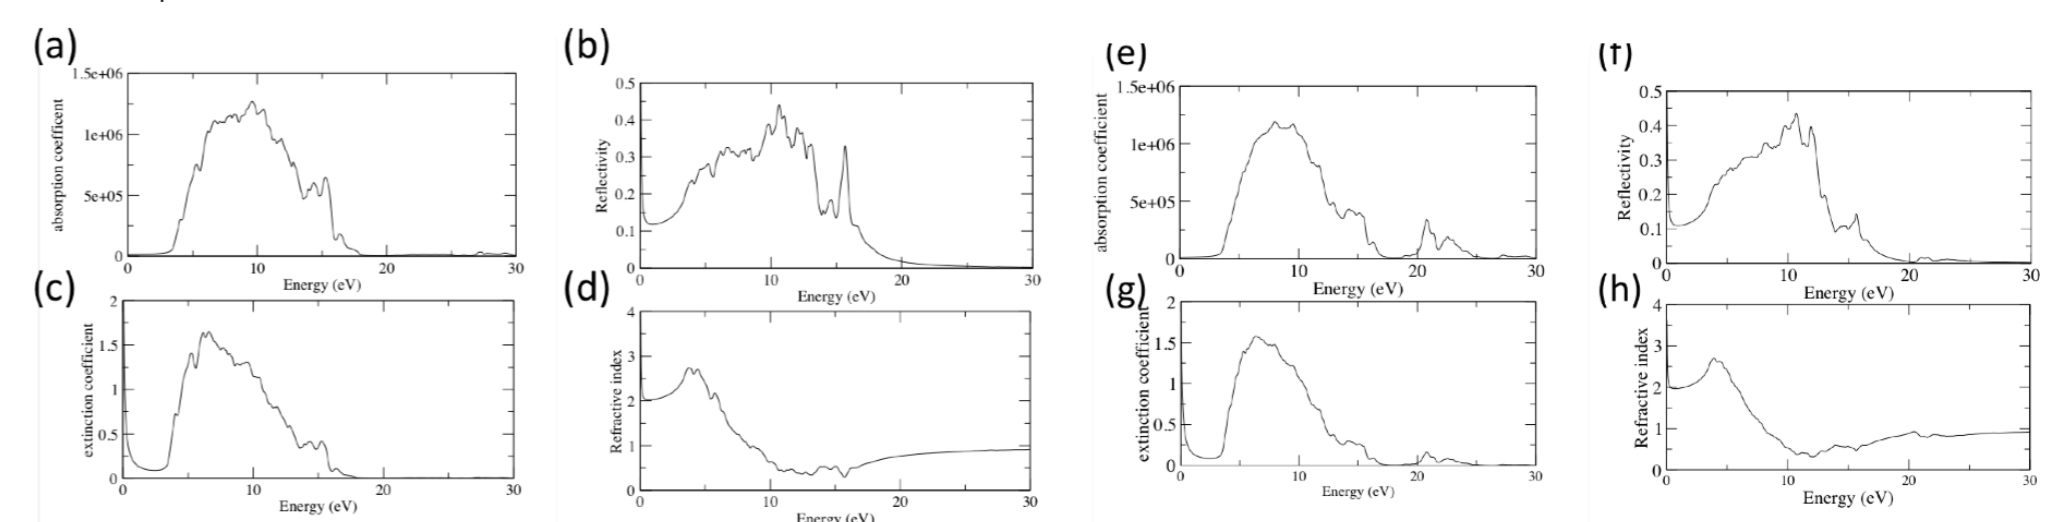 (a)
1.5e+06
1e+06
5e+05
0
absorption coefficent
0 10 20 30
Energy (eV)
(b)
0.5
0.4
0.3
0.2
0.1
0
Reflectivity
0 10 20 30
Energy (eV)
(c)
2
1.5
1
0.5
0
extinction coefficient
0 10 20 30
Energy (eV)
(d)
4
3
2
1
0
Refractive index
0 10 20 30
Energy (eV)
(e)
1.5e+06
1e+06
5e+05
0
absorption coefficient
0 10 20 30
Energy (eV)
(f)
0.5
0.4
0.3
0.2
0.1
0
Reflectivity
0 10 20 30
Energy (eV)
(g)
2
1.5
1
0.5
0
extinction coefficient
0 10 20 30
Energy (eV)
(h)
4
3
2
1
0
Refractive index
0 10 20 30
Energy (eV)